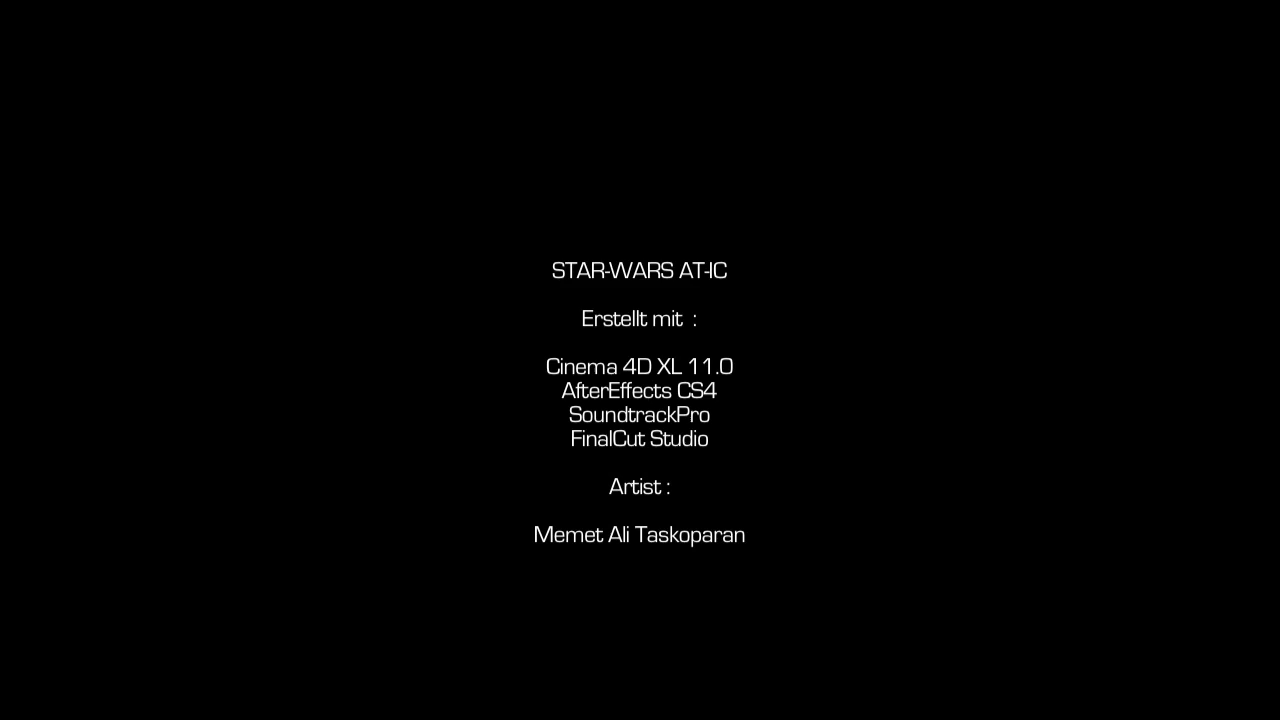 STAR-WARS AT-IC
Erstellt mit  :
Cinema 4D XL 11.0
AfterEffects CS4
SoundtrackPro
FinalCut Studio
Artist :
Memet Ali Taskoparan